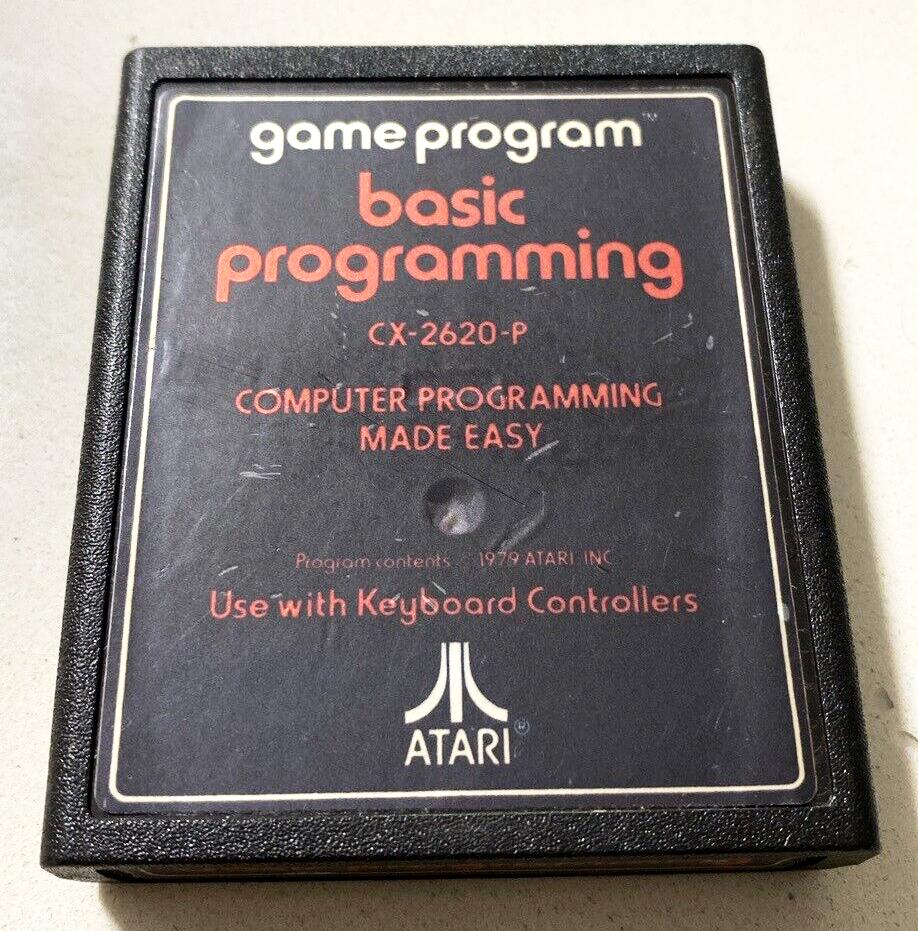 game program™
basic
programming
CX-2620-P
COMPUTER PROGRAMMING
MADE EASY
Program contents 1979 ATARI INC
Use with Keyboard Controllers
ATARI®